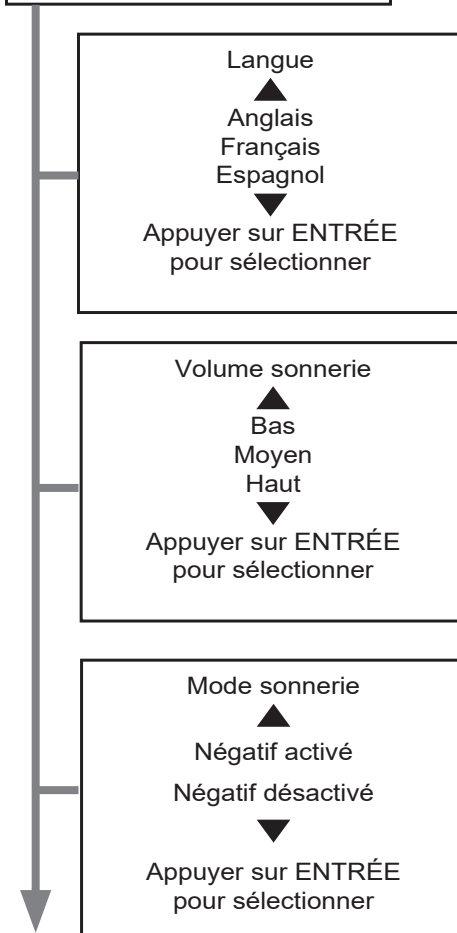 Langue
Anglais
Français
Espagnol
Appuyer sur ENTRÉE
pour sélectionner
Volume sonnerie
Bas
Moyen
Haut
Appuyer sur ENTRÉE
pour sélectionner
Mode sonnerie
Négatif activé
Négatif désactivé
Appuyer sur ENTRÉE
pour sélectionner